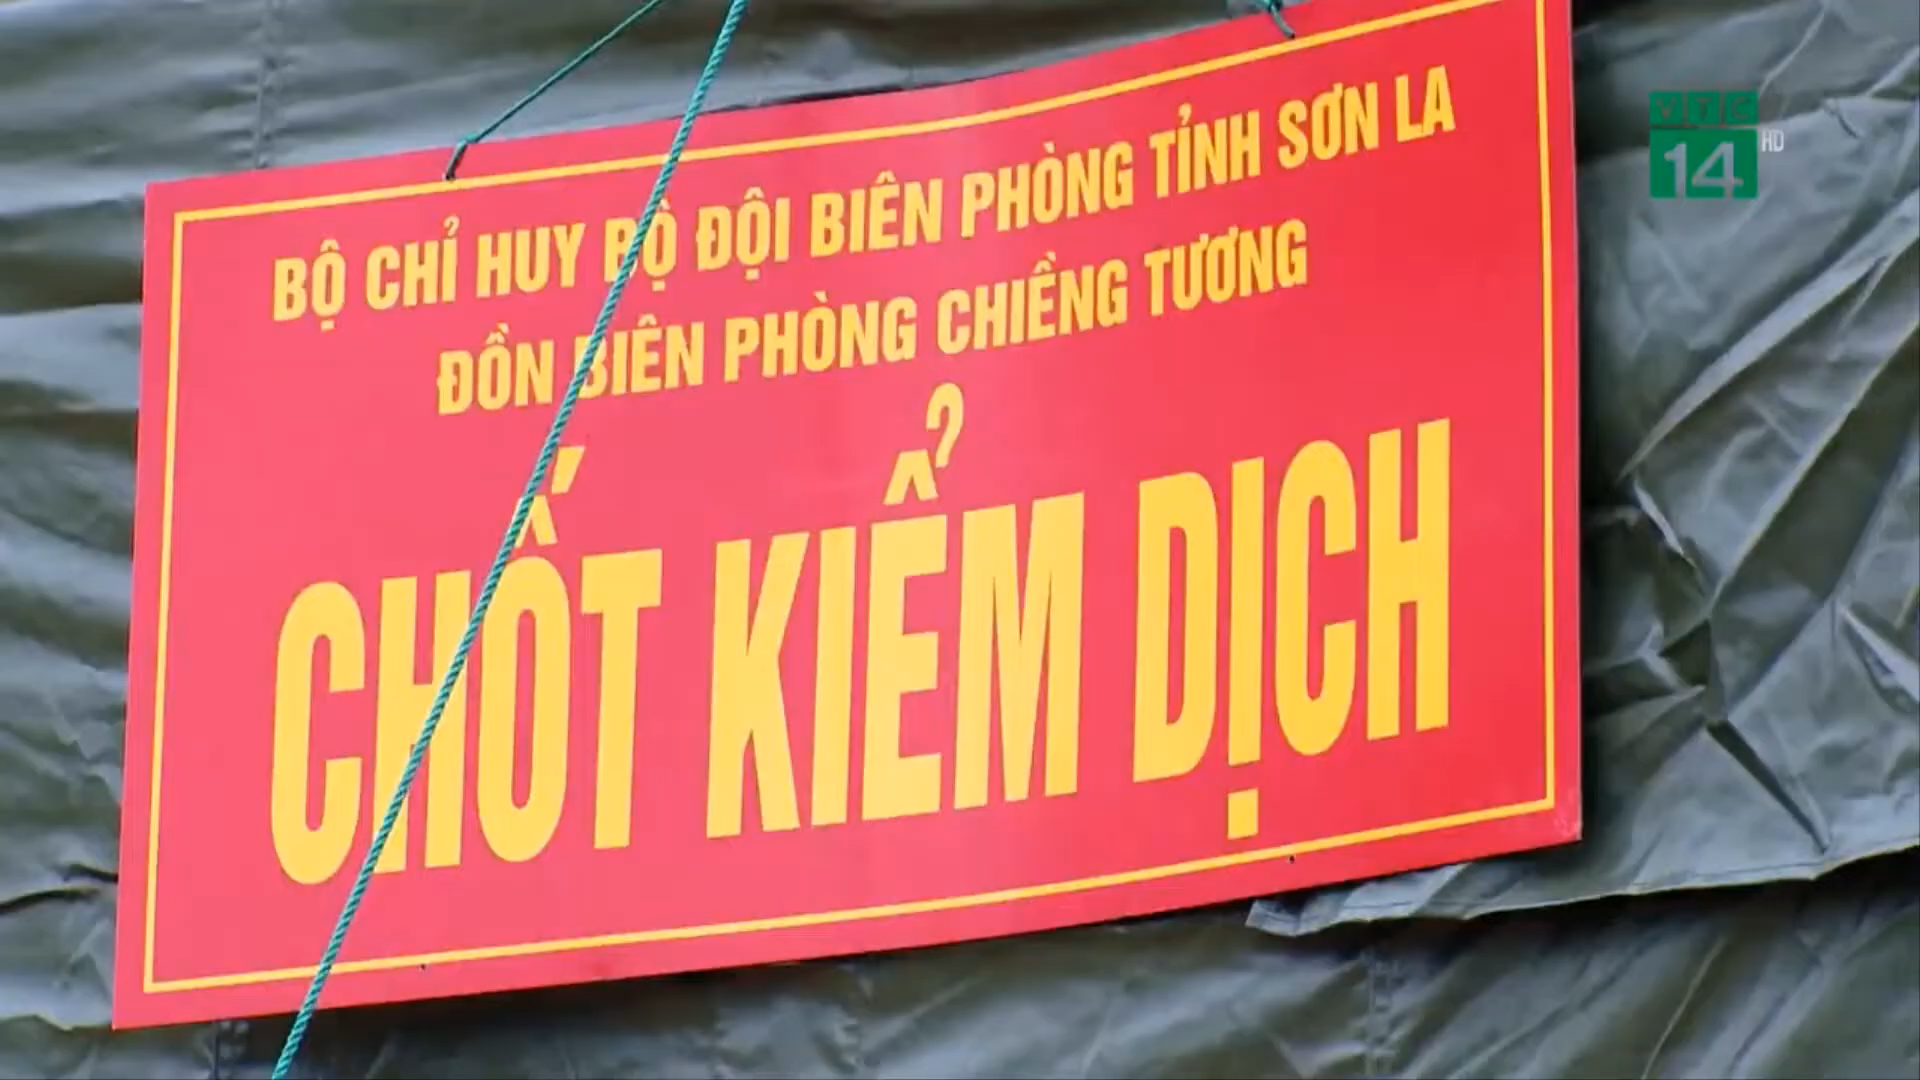 BỘ CHỈ HUY BỘ ĐỘI BIÊN PHÒNG TỈNH SƠN LA
ĐỒN BIÊN PHÒNG CHIỀNG TƯƠNG
CHỐT KIỂM DỊCH
VTC
14 HD